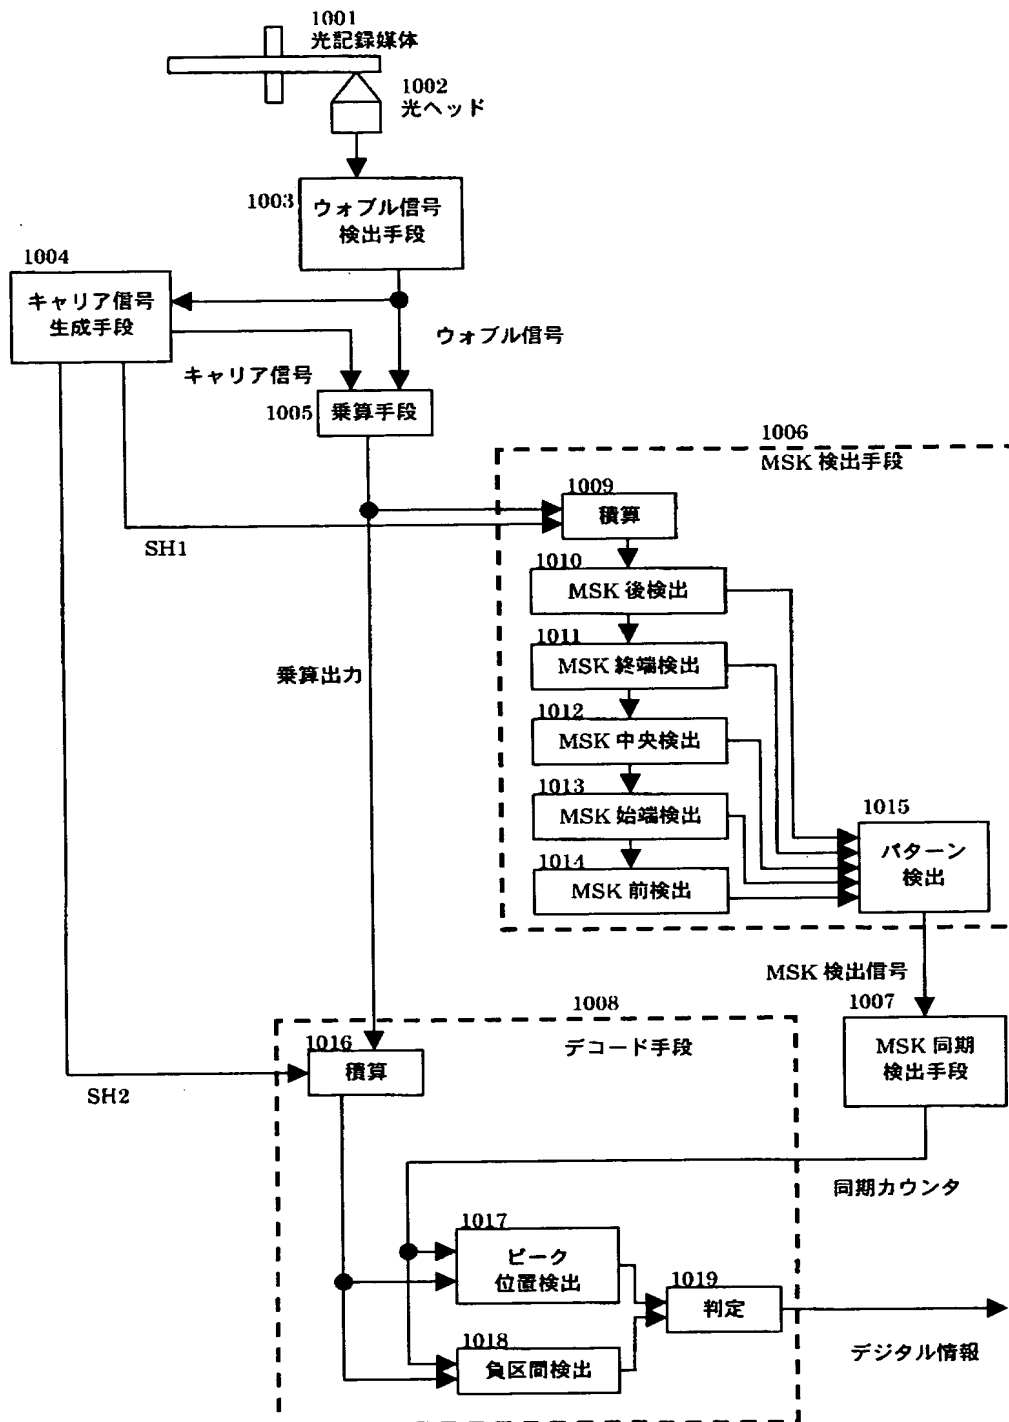 1001
光記録媒体
1002
光ヘッド
1003
ウォブル信号
検出手段
1004
キャリア信号
生成手段
ウォブル信号
キャリア信号
1005
乗算手段
1006
MSK 検出手段
1009
積算
SH1
1010
MSK 後検出
1011
MSK 終端検出
乗算出力
1012
MSK 中央検出
1013
MSK 始端検出
1014
MSK 前検出
1015
パターン
検出
MSK 検出信号
1007
MSK 同期
検出手段
1008
デコード手段
1016
積算
SH2
同期カウンタ
1017
ピーク
位置検出
1018
負区間検出
1019
判定
デジタル情報